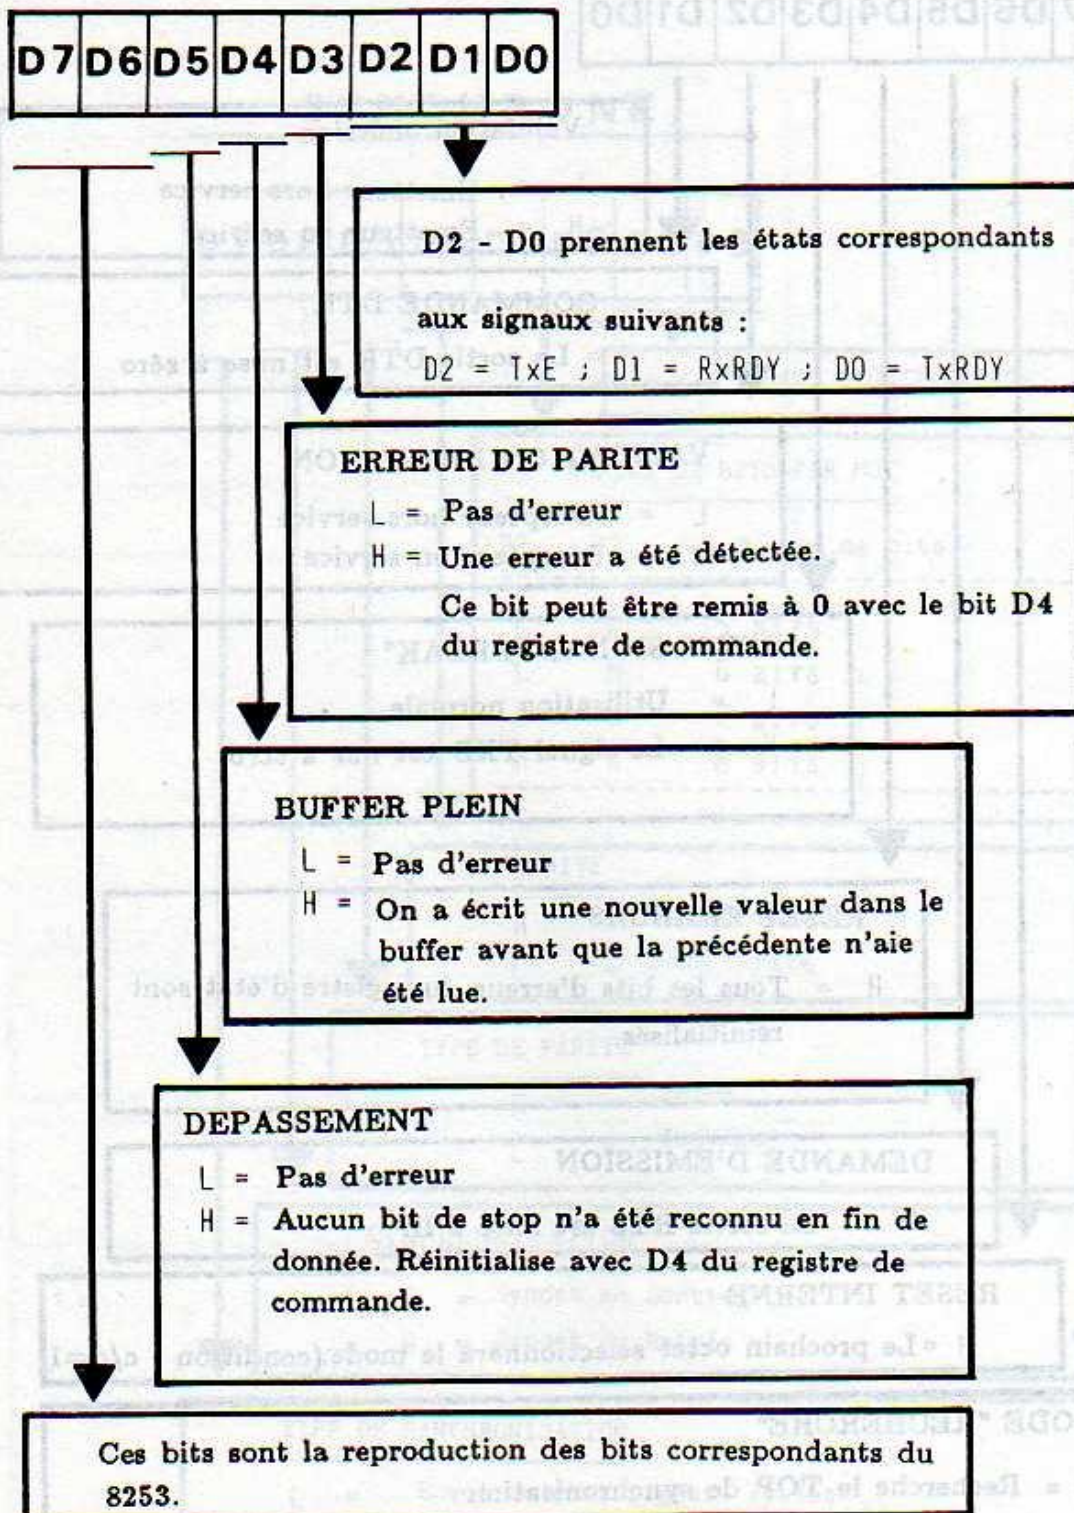 D7 D6 D5 D4 D3 D2 D1 D0
D2 - D0 prennent les états correspondants
aux signaux suivants :
D2 = TxE ; D1 = RxRDY ; D0 = TxRDY
ERREUR DE PARITE
L = Pas d'erreur
H = Une erreur a été détectée.
Ce bit peut être remis à 0 avec le bit D4
du registre de commande.
BUFFER PLEIN
L = Pas d'erreur
H = On a écrit une nouvelle valeur dans le
buffer avant que la précédente n'aie
été lue.
DEPASSEMENT
L = Pas d'erreur
H = Aucun bit de stop n'a été reconnu en fin de
donnée. Réinitialise avec D4 du registre de
commande.
Ces bits sont la reproduction des bits correspondants du
8253.